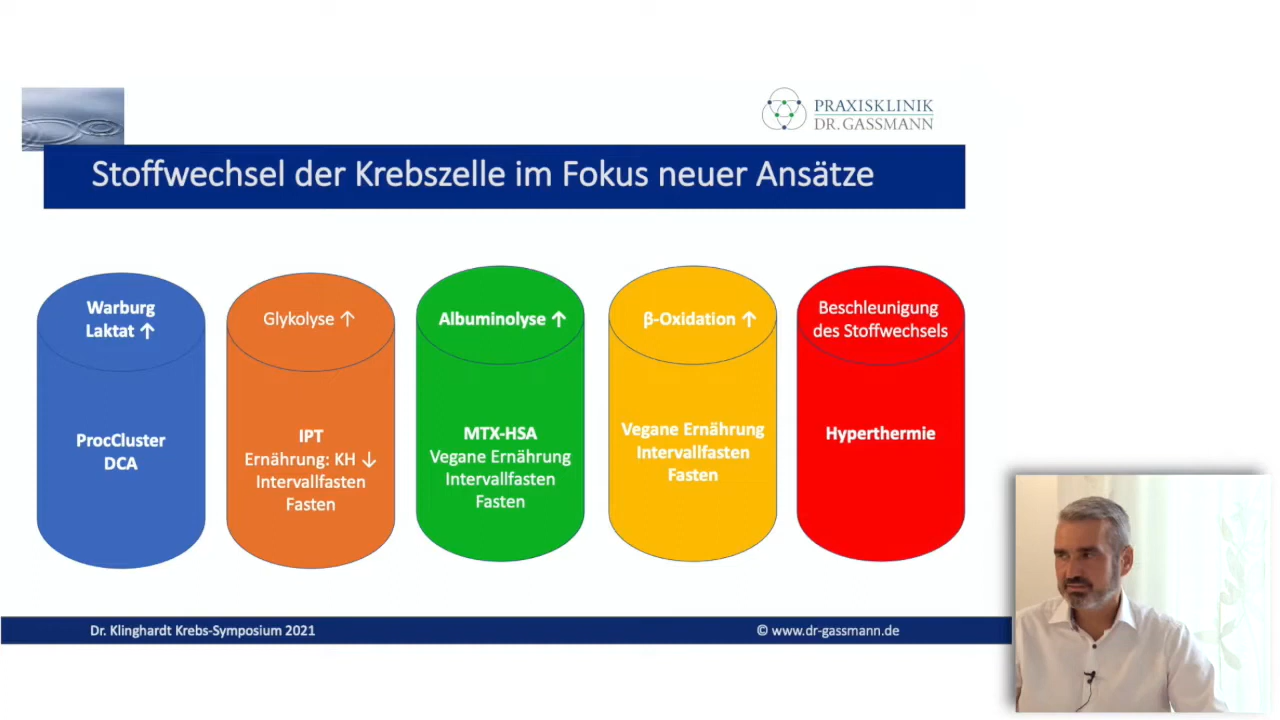 PRAXISKLINIK
DR. GASSMANN
Stoffwechsel der Krebszelle im Fokus neuer Ansätze
Warburg
Laktat ↑
ProcCluster
DCA
Glykolyse ↑
IPT
Ernährung: KH ↓
Intervallfasten
Fasten
Albuminolyse ↑
MTX-HSA
Vegane Ernährung
Intervallfasten
Fasten
β-Oxidation ↑
Vegane Ernährung
Intervallfasten
Fasten
Beschleunigung
des Stoffwechsels
Hyperthermie
Dr. Klinghardt Krebs-Symposium 2021
© www.dr-gassmann.de